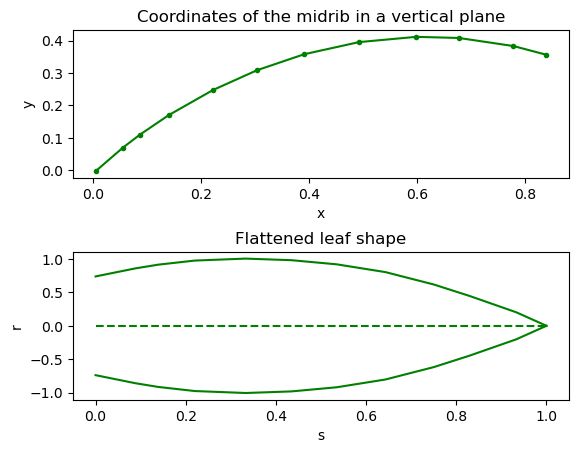 Coordinates of the midrib in a vertical plane
0.4
0.3
0.2
0.1
0.0
y
0.0 0.2 0.4 0.6 0.8
x
Flattened leaf shape
1.0
0.5
0.0
−0.5
−1.0
r
0.0 0.2 0.4 0.6 0.8 1.0
s